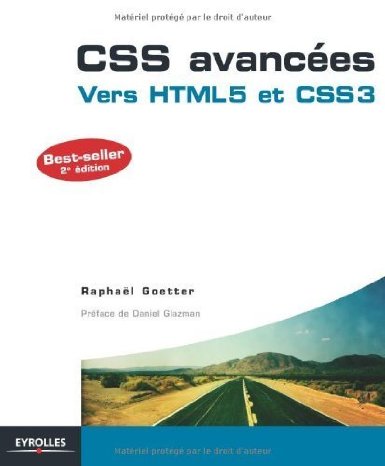 Matériel protégé par le droit d'auteur
CSS avancées
Vers HTML5 et CSS3
Best-seller
2e édition
Raphaël Goetter
Préface de Daniel Glazman
EYROLLES
Matériel protégé par le droit d'auteur